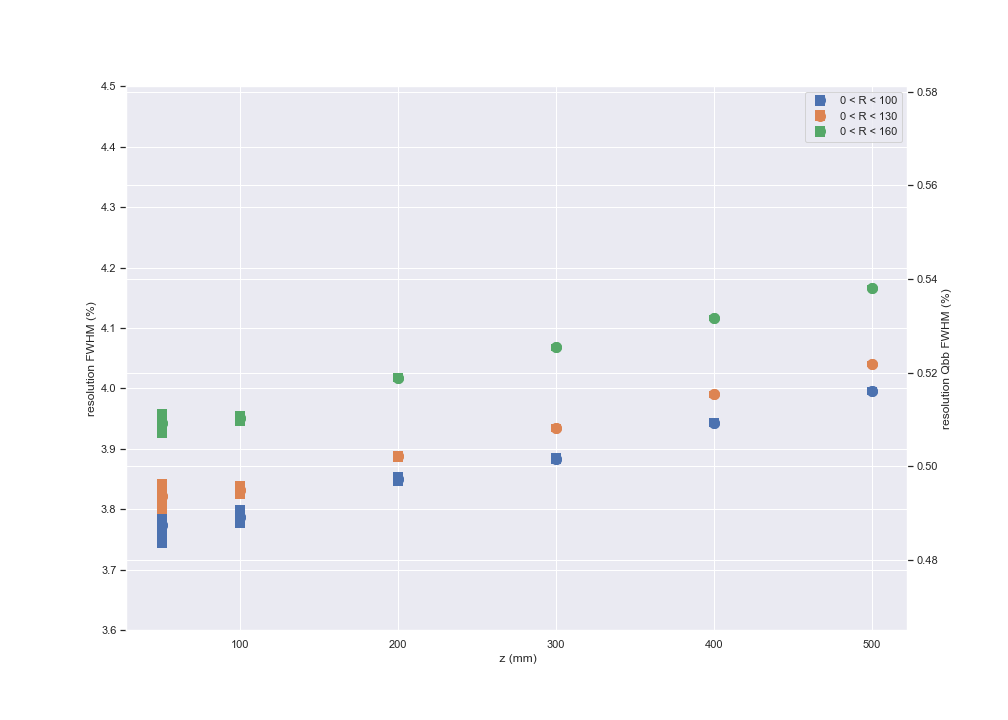 0 < R < 100
0 < R < 130
0 < R < 160
resolution FWHM (%)
4.5
4.4
4.3
4.2
4.1
4.0
3.9
3.8
3.7
3.6
0.58
0.56
0.54
0.52
0.50
0.48
resolution Qbb FWHM (%)
100 200 300 400 500
z (mm)